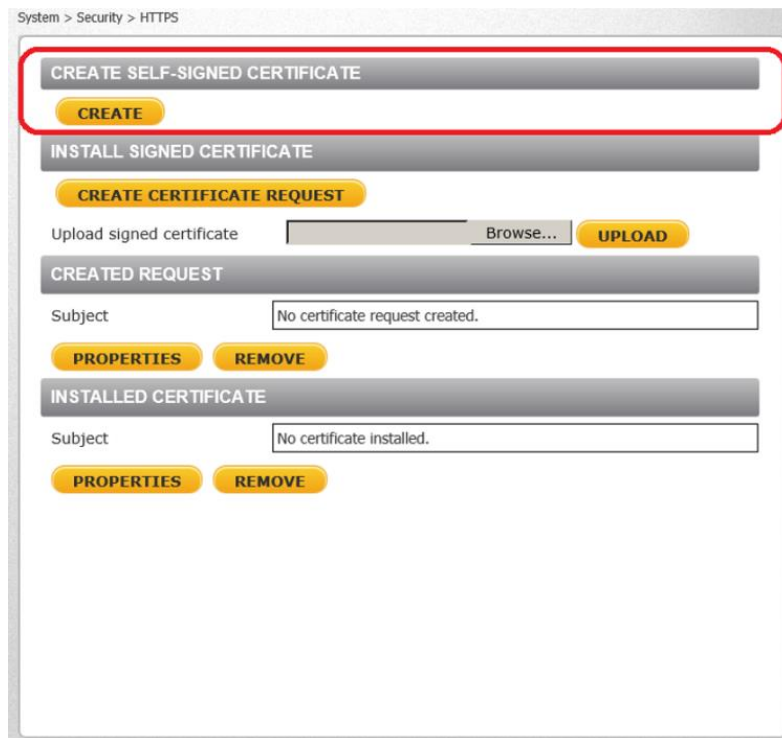 System > Security > HTTPS
CREATE SELF-SIGNED CERTIFICATE
CREATE
INSTALL SIGNED CERTIFICATE
CREATE CERTIFICATE REQUEST
Upload signed certificate Browse... UPLOAD
CREATED REQUEST
Subject No certificate request created.
PROPERTIES REMOVE
INSTALLED CERTIFICATE
Subject No certificate installed.
PROPERTIES REMOVE